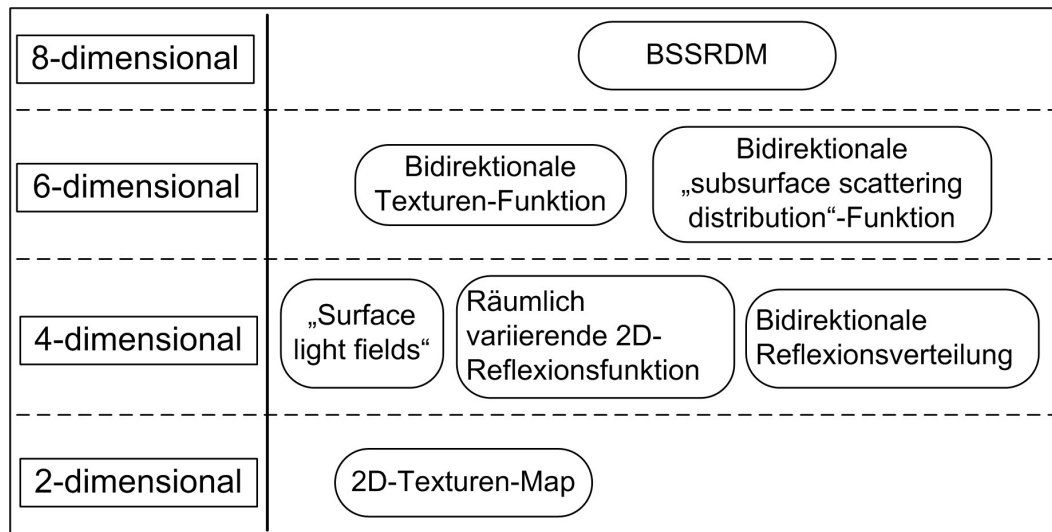 8-dimensional
BSSRDM
6-dimensional
Bidirektionale
Texturen-Funktion
Bidirektionale
„subsurface scattering
distribution“-Funktion
4-dimensional
„Surface
light fields“
Räumlich
variierende 2D-
Reflexionsfunktion
Bidirektionale
Reflexionsverteilung
2-dimensional
2D-Texturen-Map